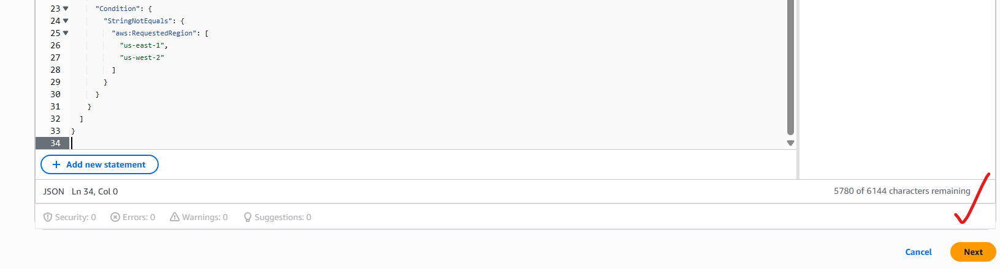 23 "Condition": {
24 "StringNotEquals": {
25 "aws:RequestedRegion": [
26 "us-east-1",
27 "us-west-2"
28 ]
29 }
30 }
31 }
32 ]
33 }
34
+ Add new statement
JSON Ln 34, Col 0 5780 of 6144 characters remaining
Security: 0 Errors: 0 Warnings: 0 Suggestions: 0
Cancel Next